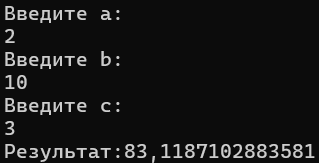 Введите a:
2
Введите b:
10
Введите c:
3
Результат:83,1187102883581